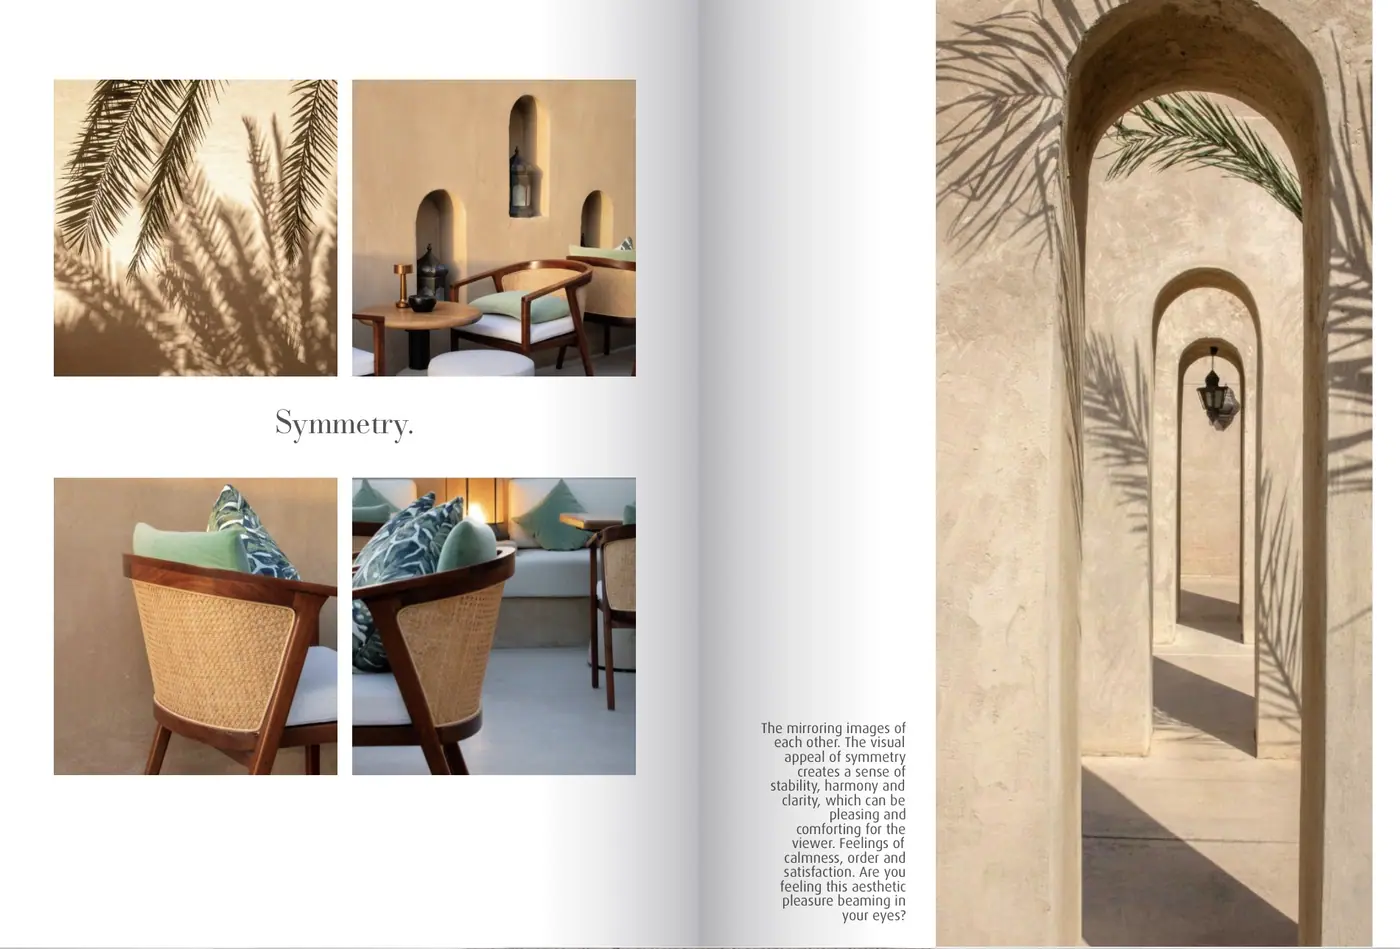 Symmetry.
The mirroring images of
each other. The visual
appeal of symmetry
creates a sense of
stability, harmony and
clarity, which can be
pleasing and
comforting for the
viewer. Feelings of
calmness, order and
satisfaction. Are you
feeling this aesthetic
pleasure beaming in
your eyes?